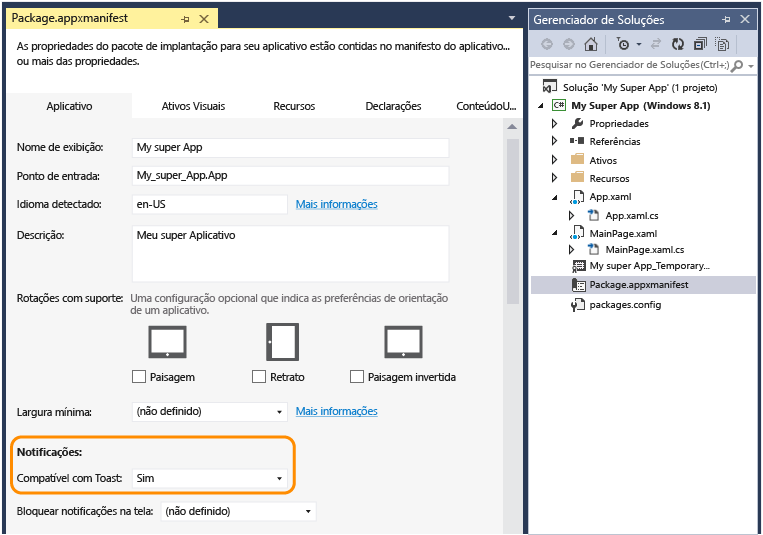 Package.appxmanifest
As propriedades do pacote de implantação para seu aplicativo estão contidas no manifesto do aplicativo...
ou mais das propriedades.
Aplicativo
Ativos Visuais
Recursos
Declarações
ConteúdoU...
Nome de exibição:
My super App
Ponto de entrada:
My_super_App.App
Idioma detectado:
en-US
Mais informações
Descrição:
Meu super Aplicativo
Rotações com suporte:
Uma configuração opcional que indica as preferências de orientação
de um aplicativo.
Paisagem
Retrato
Paisagem invertida
Largura mínima:
(não definido)
Mais informações
Notificações:
Compatível com Toast:
Sim
Bloquear notificações na tela:
(não definido)
Gerenciador de Soluções
Pesquisar no Gerenciador de Soluções(Ctrl+;)
Solução 'My Super App' (1 projeto)
C# My Super App (Windows 8.1)
Propriedades
Referências
Ativos
Recursos
App.xaml
App.xaml.cs
MainPage.xaml
MainPage.xaml.cs
My super App_Temporary...
Package.appxmanifest
packages.config